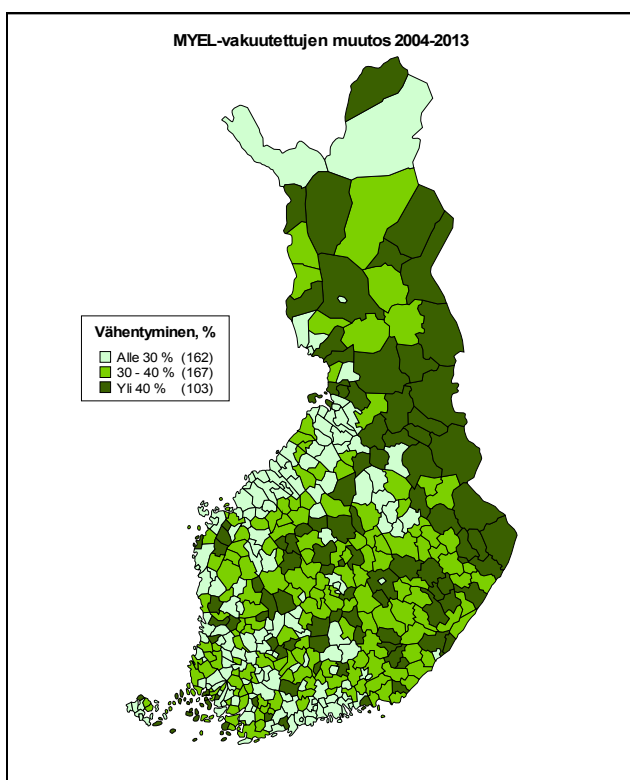 MYEL-vakuutettujen muutos 2004-2013
Vähentyminen, %
Alle 30 % (162)
30 - 40 % (167)
Yli 40 % (103)